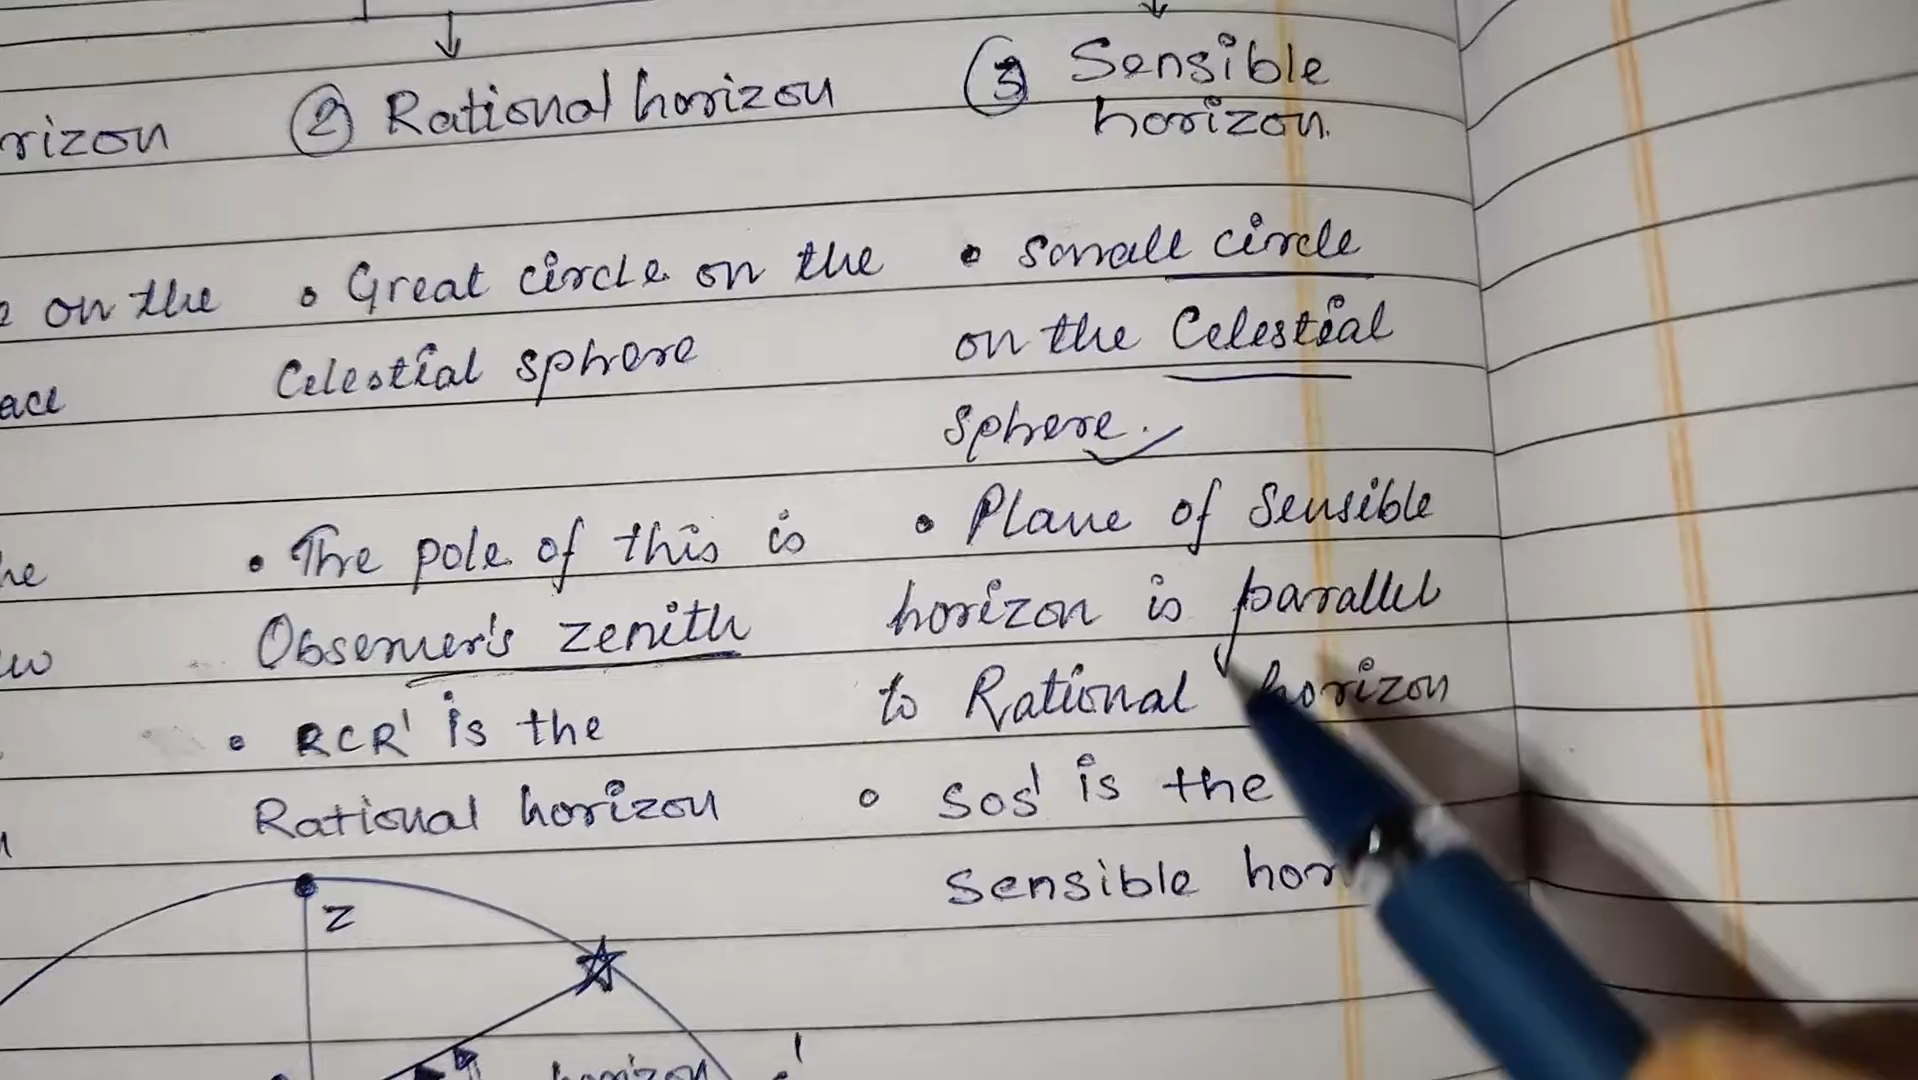 rizon
② Rational horizon
③ Sensible
horizon.
on the
• Great circle on the
Celestial sphere
• small circle
on the Celestial
sphere.
• The pole of this is
Observer's zenith
• RCR' is the
Rational horizon
• Plane of Sensible
horizon is parallel
to Rational horizon
• SOS' is the
Sensible hor
Z
horizon